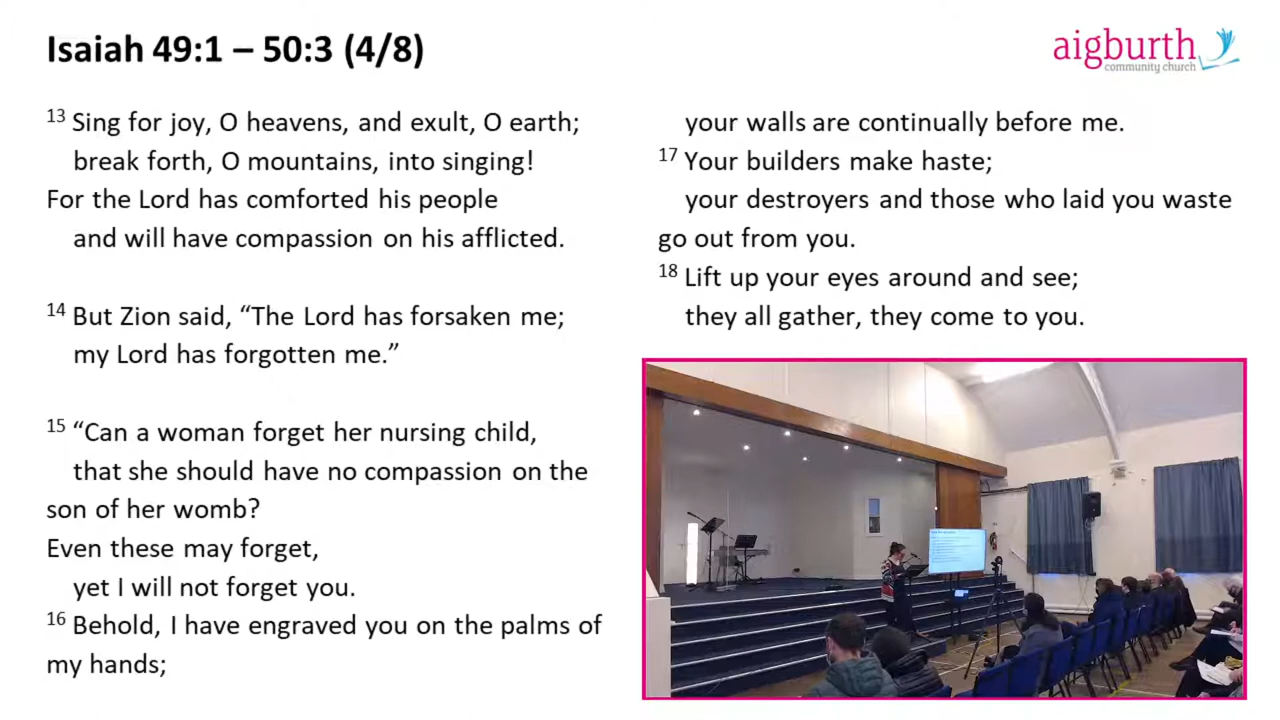 Isaiah 49:1 – 50:3 (4/8)
aigburth
community church
13 Sing for joy, O heavens, and exult, O earth;
break forth, O mountains, into singing!
For the Lord has comforted his people
and will have compassion on his afflicted.
14 But Zion said, “The Lord has forsaken me;
my Lord has forgotten me.”
15 “Can a woman forget her nursing child,
that she should have no compassion on the
son of her womb?
Even these may forget,
yet I will not forget you.
16 Behold, I have engraved you on the palms of
my hands;
your walls are continually before me.
17 Your builders make haste;
your destroyers and those who laid you waste
go out from you.
18 Lift up your eyes around and see;
they all gather, they come to you.